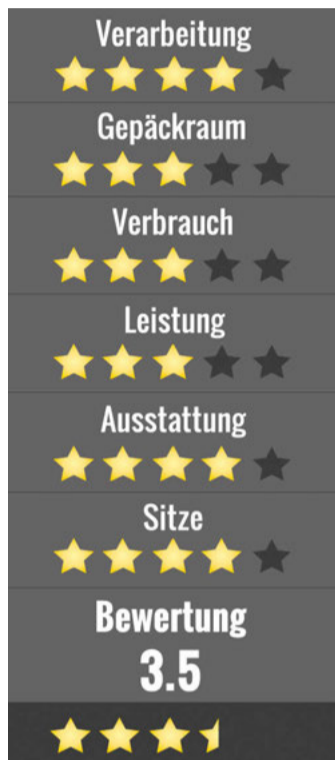 Verarbeitung
Gepäckraum
Verbrauch
Leistung
Ausstattung
Sitze
Bewertung
3.5